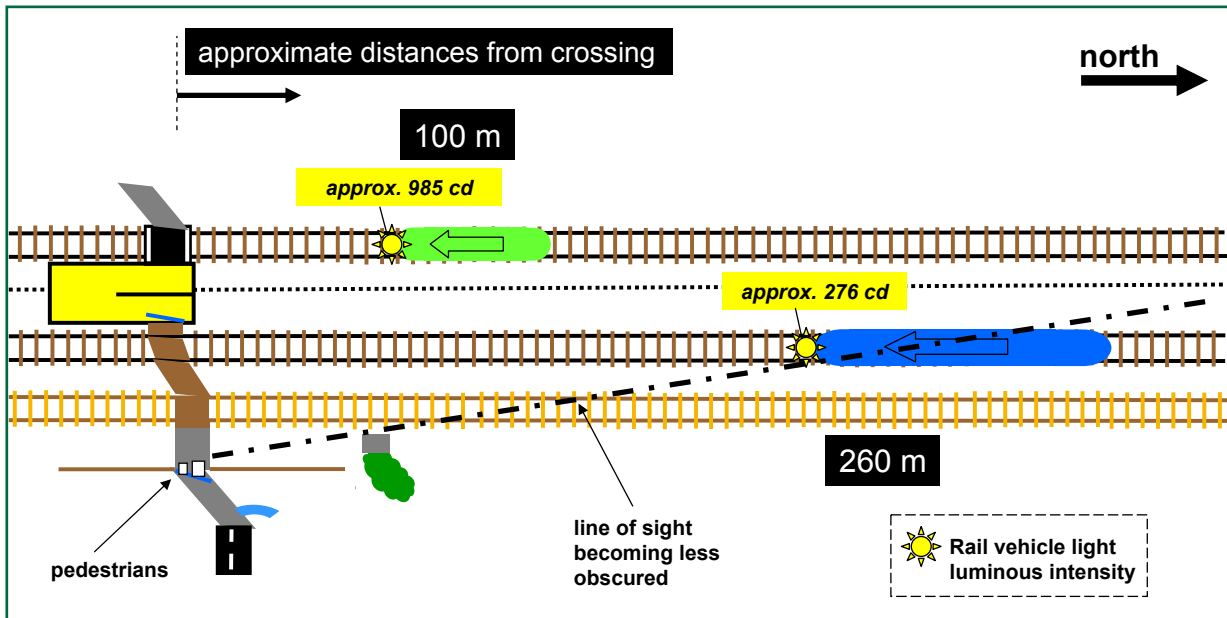 approximate distances from crossing
north
100 m
approx. 985 cd
approx. 276 cd
260 m
line of sight
becoming less
obscured
pedestrians
Rail vehicle light
luminous intensity